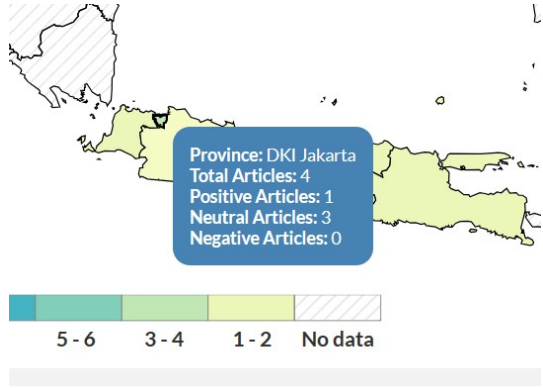 Province: DKI Jakarta
Total Articles: 4
Positive Articles: 1
Neutral Articles: 3
Negative Articles: 0
5 - 6
3 - 4
1 - 2
No data